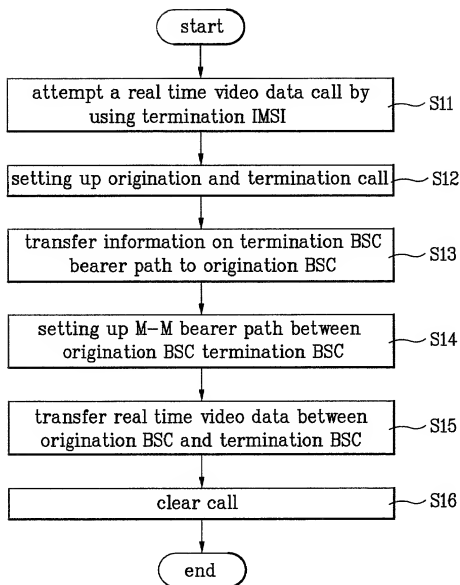 start
attempt a real time video data call by
using termination IMSI
S11
setting up origination and termination call
S12
transfer information on termination BSC
bearer path to origination BSC
S13
setting up M-M bearer path between
origination BSC termination BSC
S14
transfer real time video data between
origination BSC and termination BSC
S15
clear call
S16
end